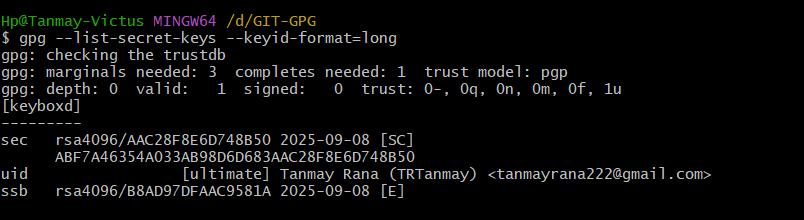 Hp@Tanmay-Victus MINGW64 /d/GIT-GPG
$ gpg --list-secret-keys --keyid-format=long
gpg: checking the trustdb
gpg: marginals needed: 3  completes needed: 1  trust model: pgp
gpg: depth: 0  valid:   1  signed:   0  trust: 0-, 0q, 0n, 0m, 0f, 1u
[keyboxd]
---------
sec   rsa4096/AAC28F8E6D748B50 2025-09-08 [SC]
      ABF7A46354A033AB98D6D683AAC28F8E6D748B50
uid                 [ultimate] Tanmay Rana (TRTanmay) <tanmayrana222@gmail.com>
ssb   rsa4096/B8AD97DFAAC9581A 2025-09-08 [E]